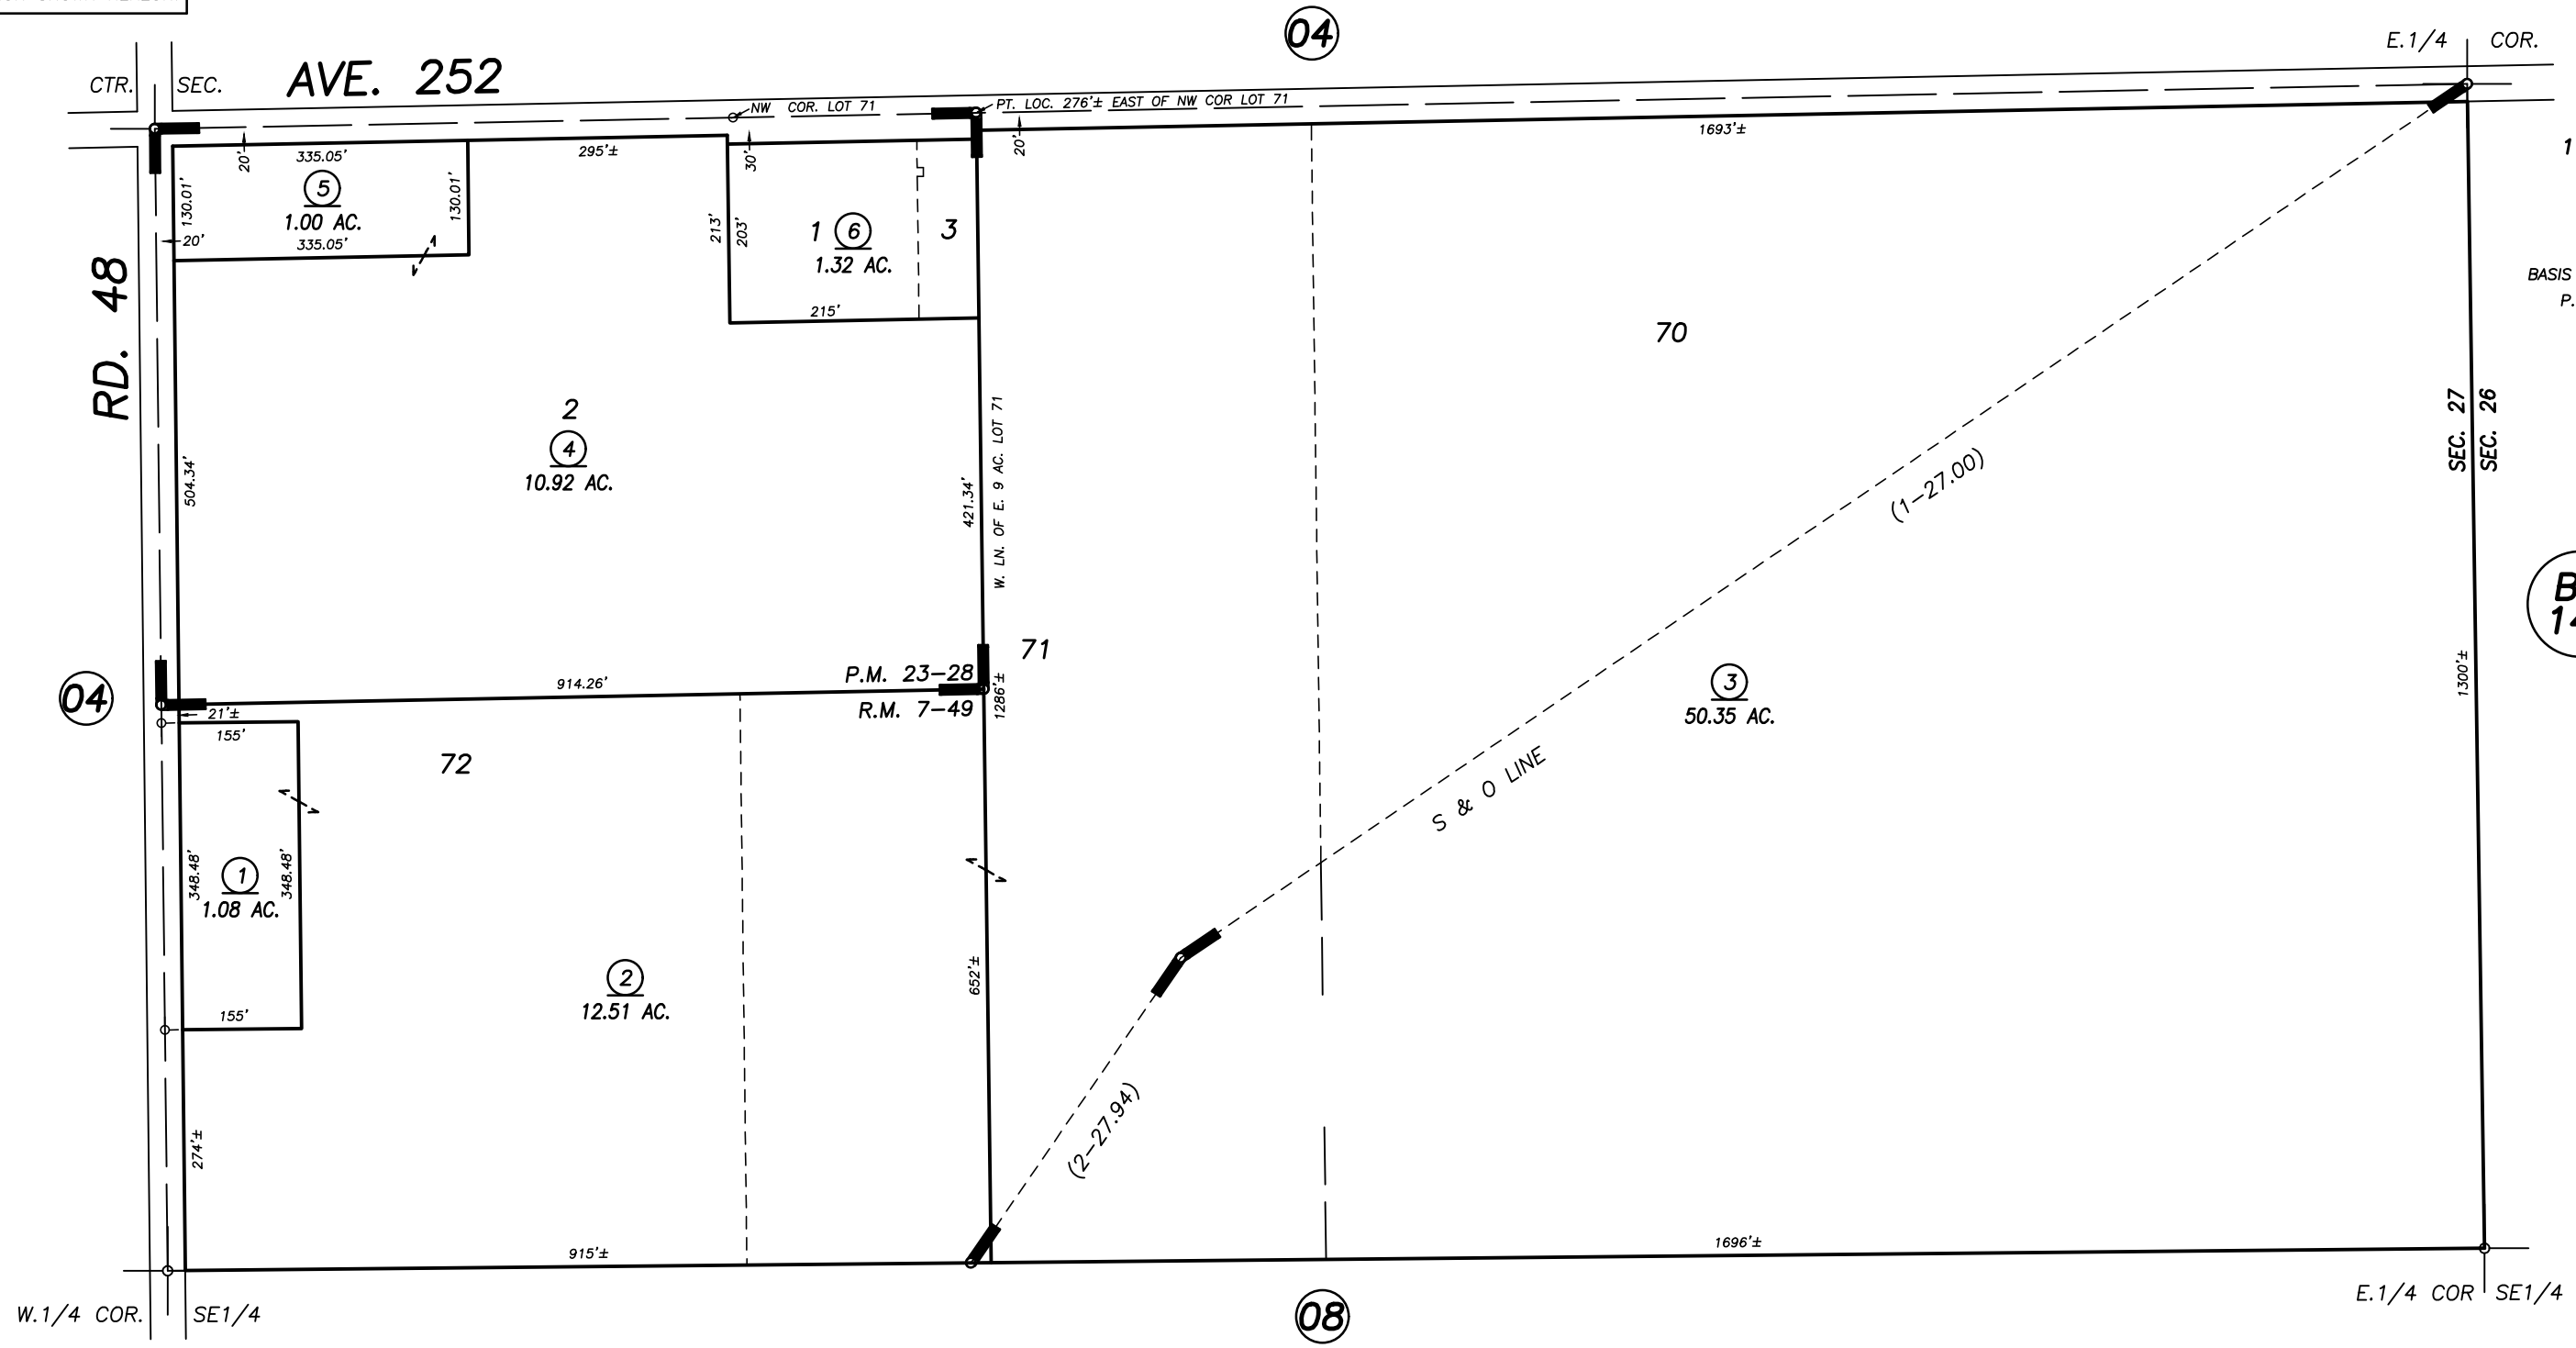 04
E.1/4 COR.
CTR. SEC.
AVE. 252
NW COR. LOT 71
PT. LOC. 276'± EAST OF NW COR LOT 71
1693'±
20'
335.05'
295'±
30'
20'
130.01'
5
1.00 AC.
130.01'
335.05'
20'
213'
203'
1 6
1.32 AC.
3
215'
1
BASIS
P.
RD. 48
70
2
4
10.92 AC.
504.34'
421.34'
W. LN. OF E. 9 AC. LOT 71
SEC. 27
SEC. 26
(1-27.00)
71
04
914.26'
P.M. 23-28
R.M. 7-49
1286'±
3
50.35 AC.
1300'±
21'±
155'
72
S & O LINE
348.48'
1
1.08 AC.
348.48'
155'
2
12.51 AC.
652'±
(2-27.94)
274'±
915'±
1696'±
W.1/4 COR. SE1/4
08
E.1/4 COR SE1/4